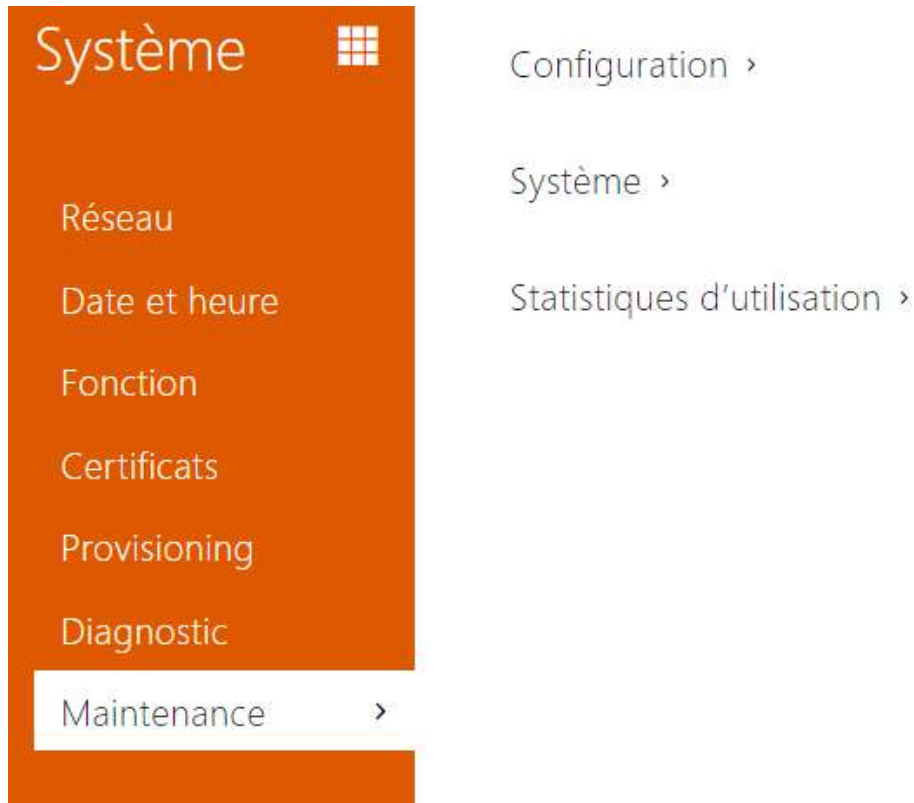 Système
Réseau
Date et heure
Fonction
Certificats
Provisioning
Diagnostic
Maintenance
Configuration
Système
Statistiques d'utilisation